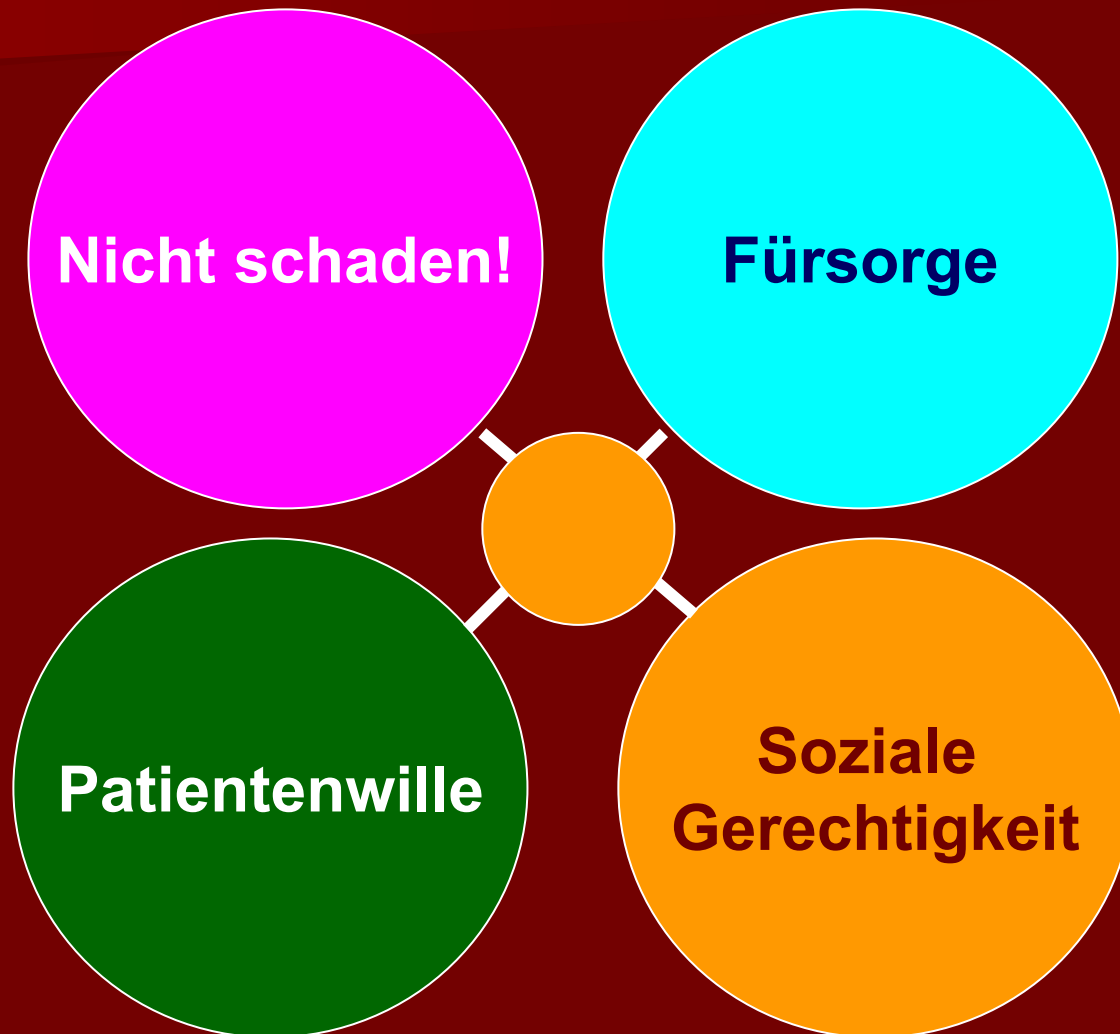 Nicht schaden!
Fürsorge
Patientenwille
Soziale
Gerechtigkeit